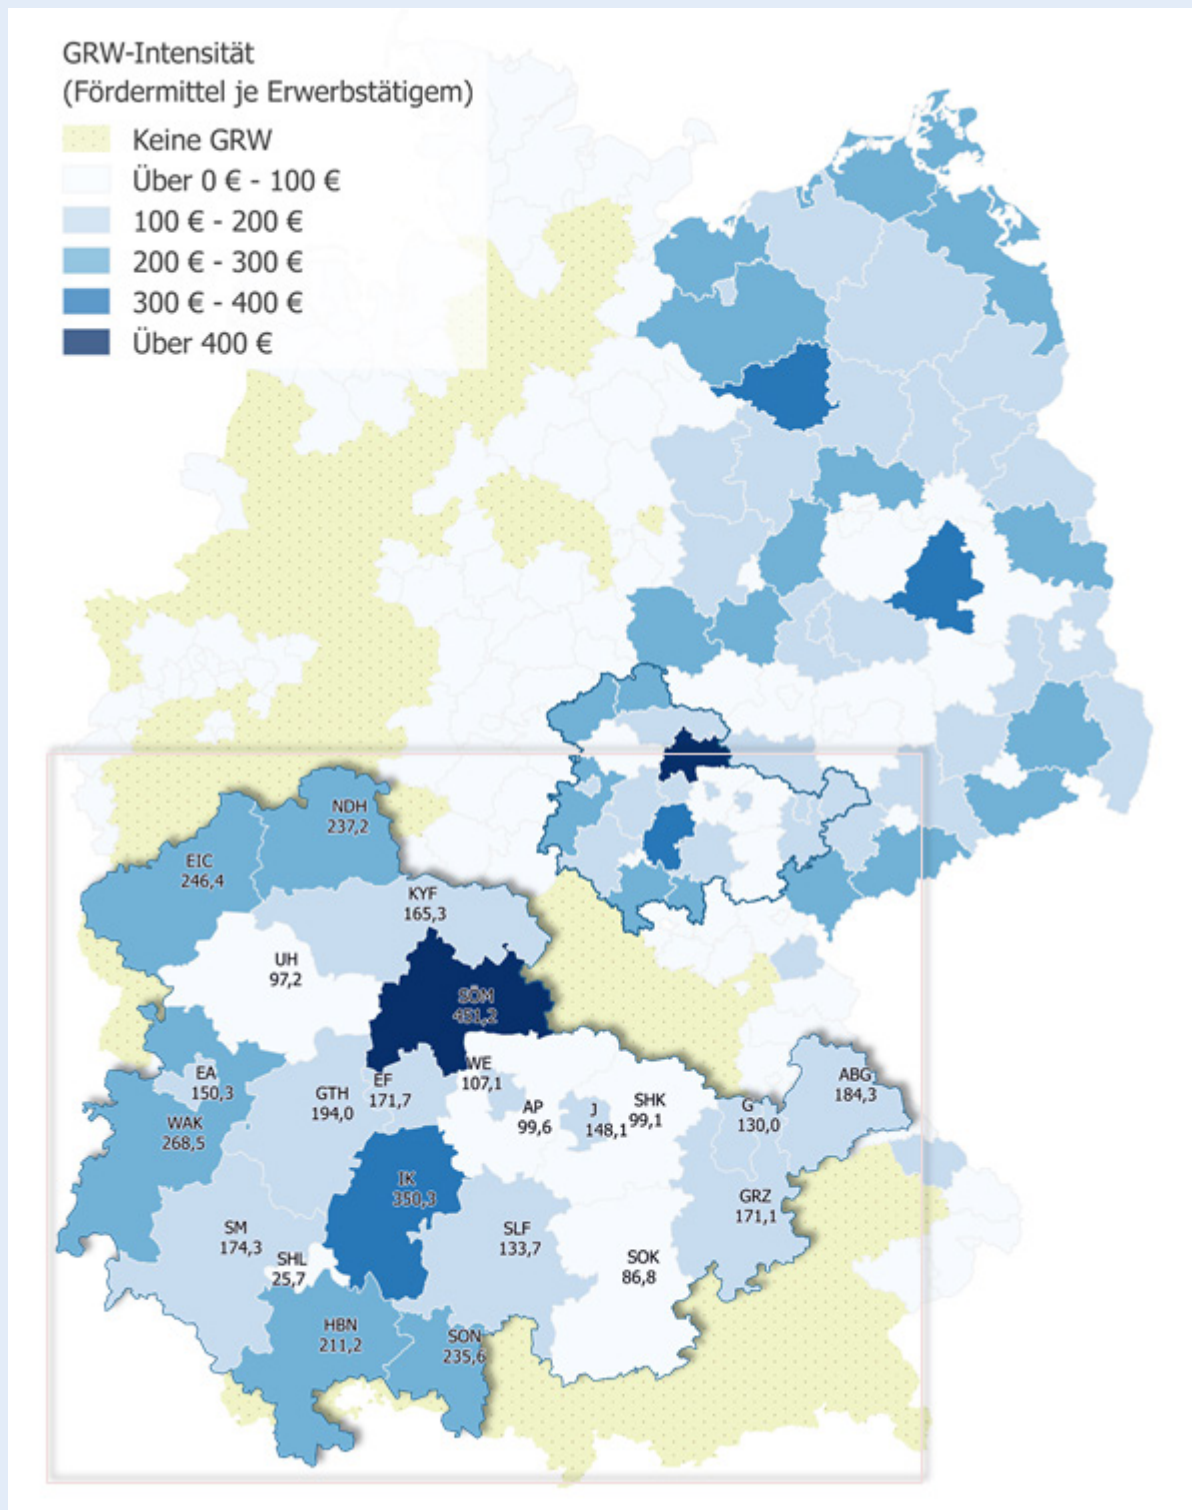 GRW-Intensität
(Fördermittel je Erwerbstätigem)
Keine GRW
Über 0 € - 100 €
100 € - 200 €
200 € - 300 €
300 € - 400 €
Über 400 €
NDH
237,2
EIC
246,4
KYF
165,3
UH
97,2
SÖM
451,2
EA
150,3
GTH
194,0
EF
171,7
WE
107,1
AP
99,6
J
148,1
SHK
99,1
G
130,0
ABG
184,3
WAK
268,5
IK
350,3
GRZ
171,1
SM
174,3
SHL
25,7
SLF
133,7
SOK
86,8
HBN
211,2
SON
235,6